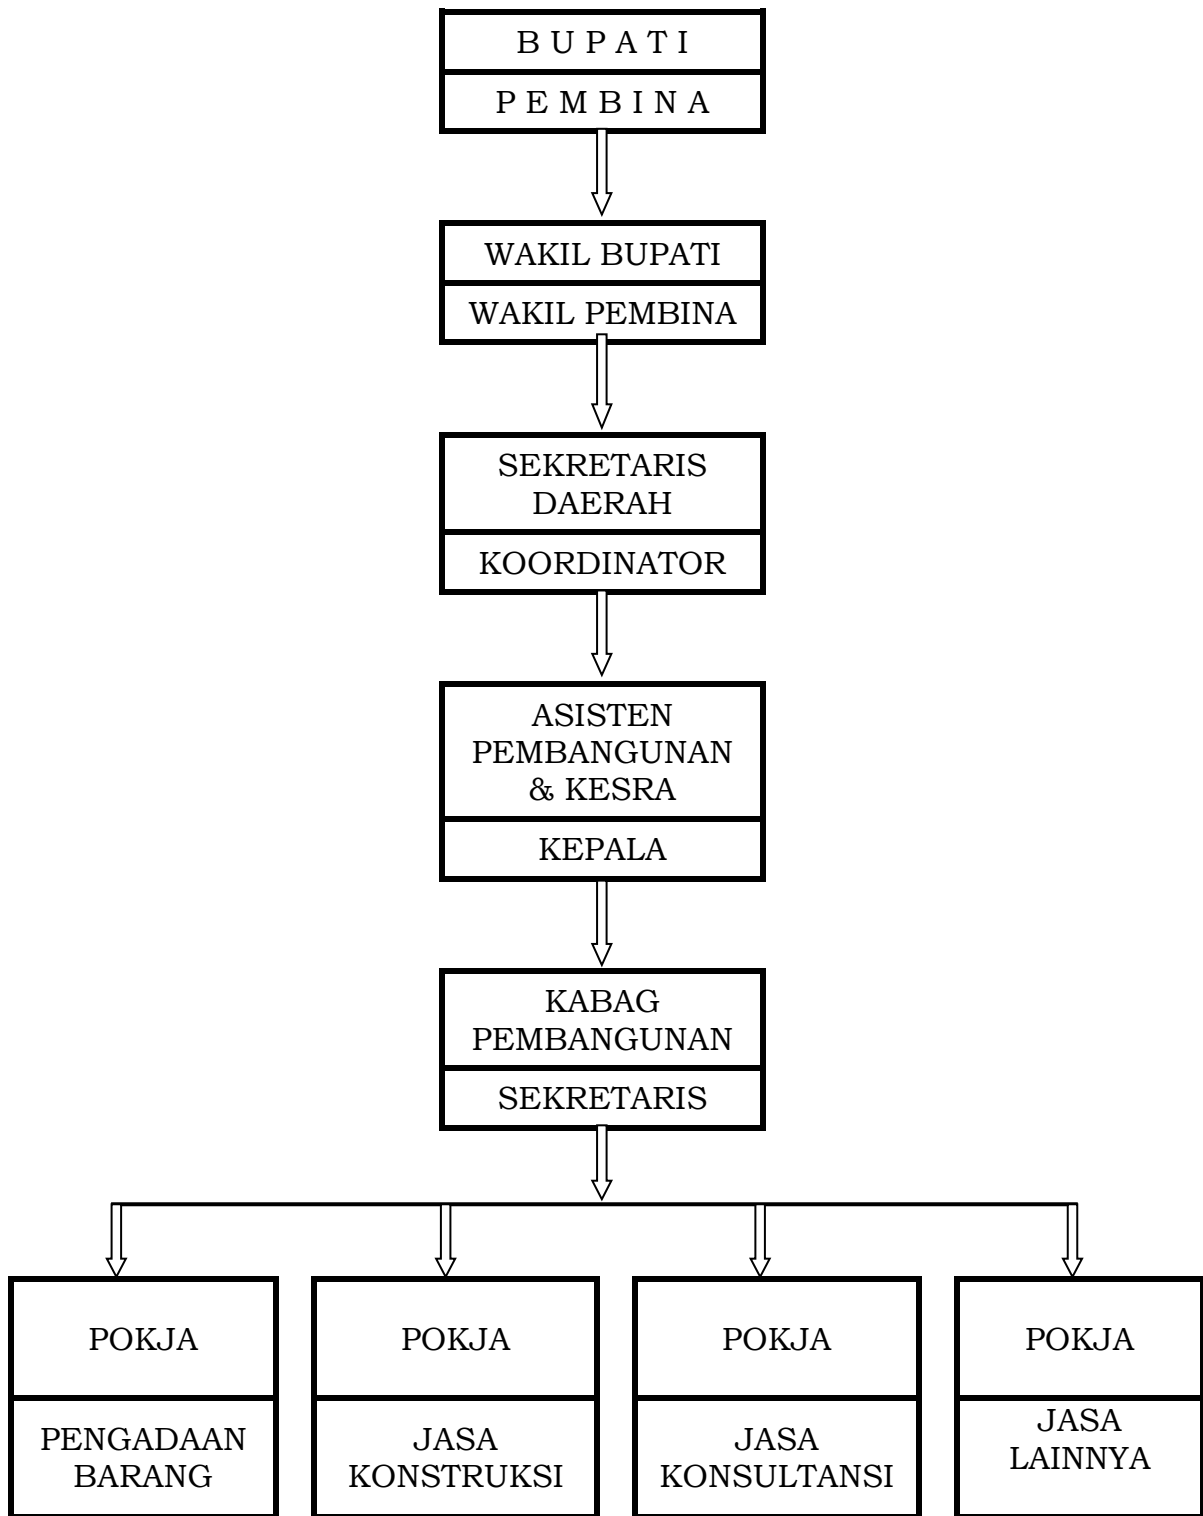 B U P A T I
P E M B I N A
WAKIL BUPATI
WAKIL PEMBINA
SEKRETARIS
DAERAH
KOORDINATOR
ASISTEN
PEMBANGUNAN
& KESRA
KEPALA
KABAG
PEMBANGUNAN
SEKRETARIS
POKJA
PENGADAAN
BARANG
POKJA
JASA
KONSTRUKSI
POKJA
JASA
KONSULTANSI
POKJA
JASA
LAINNYA